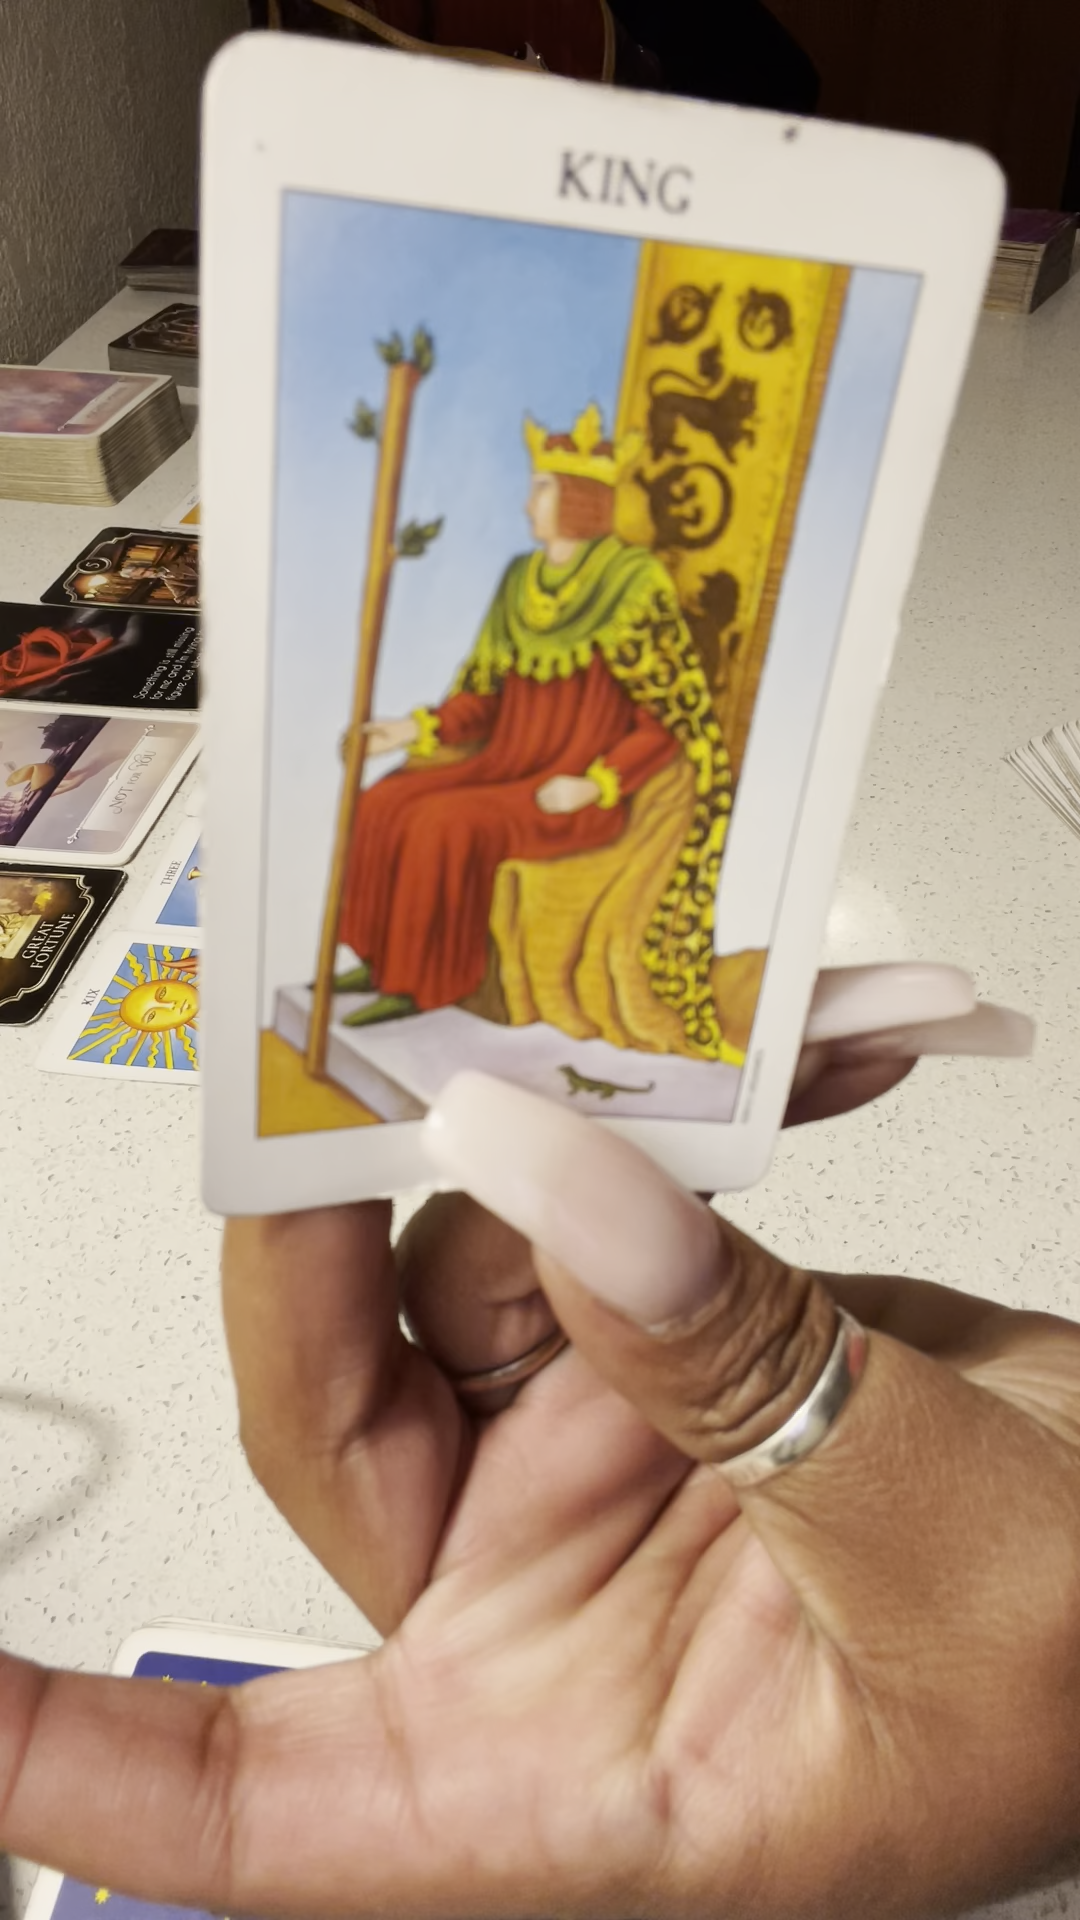 KING
5
Something is still missing
for me and I'm trying to
figure out
NOT FOR YOU
THREE
GREAT
FORTUNE
XIX